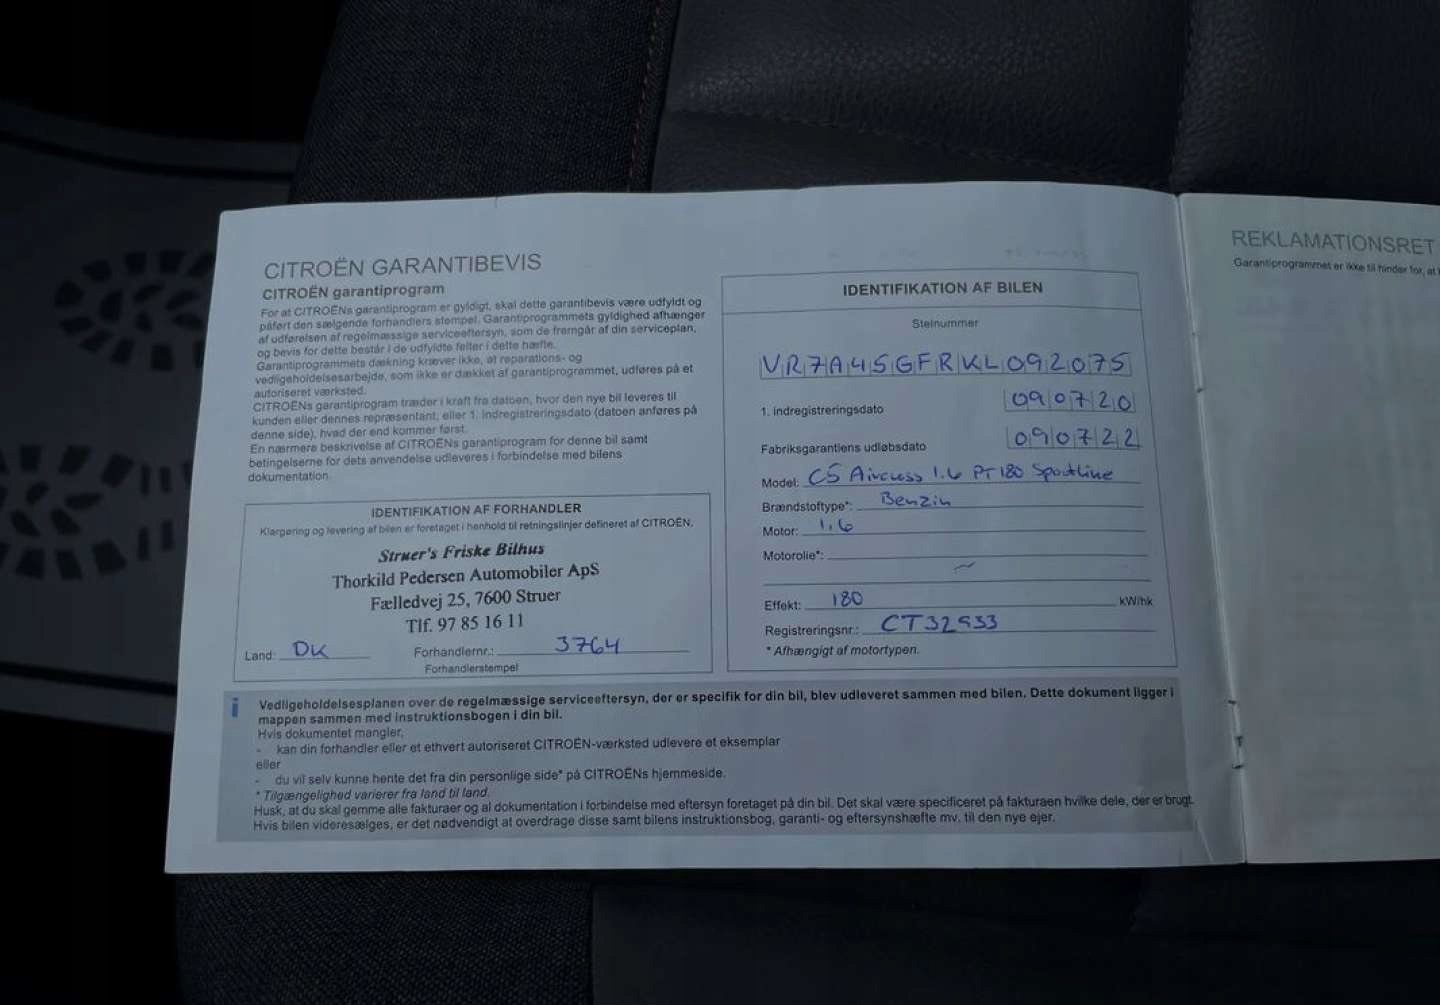 CITROËN GARANTIBEVIS
CITROËN garantiprogram
For at CITROËNs garantiprogram er gyldigt, skal dette garantibevis være udfyldt og
påført den sælgende forhandlers stempel. Garantiprogrammets gyldighed afhænger
af udførelsen af regelmæssige serviceeftersyn, som de fremgår af din serviceplan,
og bevis for dette består i de udfyldte felter i dette hæfte.
Garantiprogrammets dækning kræver ikke, at reparations- og
vedligeholdelsesarbejde, som ikke er dækket af garantiprogrammet, udføres på et
autoriseret værksted.
CITROËNs garantiprogram træder i kraft fra datoen, hvor den nye bil leveres til
kunden eller dennes repræsentant, eller 1. indregistreringsdato (datoen anføres på
denne side), hvad der end kommer først.
En nærmere beskrivelse af CITROËNs garantiprogram for denne bil samt
betingelserne for dets anvendelse udleveres i forbindelse med bilens
dokumentation.
IDENTIFIKATION AF FORHANDLER
Klargøring og levering af bilen er foretaget i henhold til retningslinjer defineret af CITROËN.
Struer's Friske Bilhus
Thorkild Pedersen Automobiler ApS
Fælledvej 25, 7600 Struer
Tlf. 97 85 16 11
Land: DK Forhandlernr.: 3764
Forhandlerstempel
IDENTIFIKATION AF BILEN
Stelnummer
VR7A45GFRKL092075
1. indregistreringsdato 090720
Fabriksgarantiens udløbsdato 090722
Model: C5 Aircross 1.6 PT 180 Sportline
Brændstoftype*: Benzin
Motor: 1,6
Motorolie*:
~
Effekt: 180 kW/hk
Registreringsnr.: CT32933
* Afhængigt af motortypen.
i Vedligeholdelsesplanen over de regelmæssige serviceeftersyn, der er specifik for din bil, blev udleveret sammen med bilen. Dette dokument ligger i
mappen sammen med instruktionsbogen i din bil.
Hvis dokumentet mangler,
- kan din forhandler eller et ethvert autoriseret CITROËN-værksted udlevere et eksemplar
eller
- du vil selv kunne hente det fra din personlige side* på CITROËNs hjemmeside.
* Tilgængelighed varierer fra land til land.
Husk, at du skal gemme alle fakturaer og al dokumentation i forbindelse med eftersyn foretaget på din bil. Det skal være specificeret på fakturaen hvilke dele, der er brugt.
Hvis bilen videresælges, er det nødvendigt at overdrage disse samt bilens instruktionsbog, garanti- og eftersynshæfte mv. til den nye ejer.
REKLAMATIONSRET
Garantiprogrammet er ikke til hinder for, at